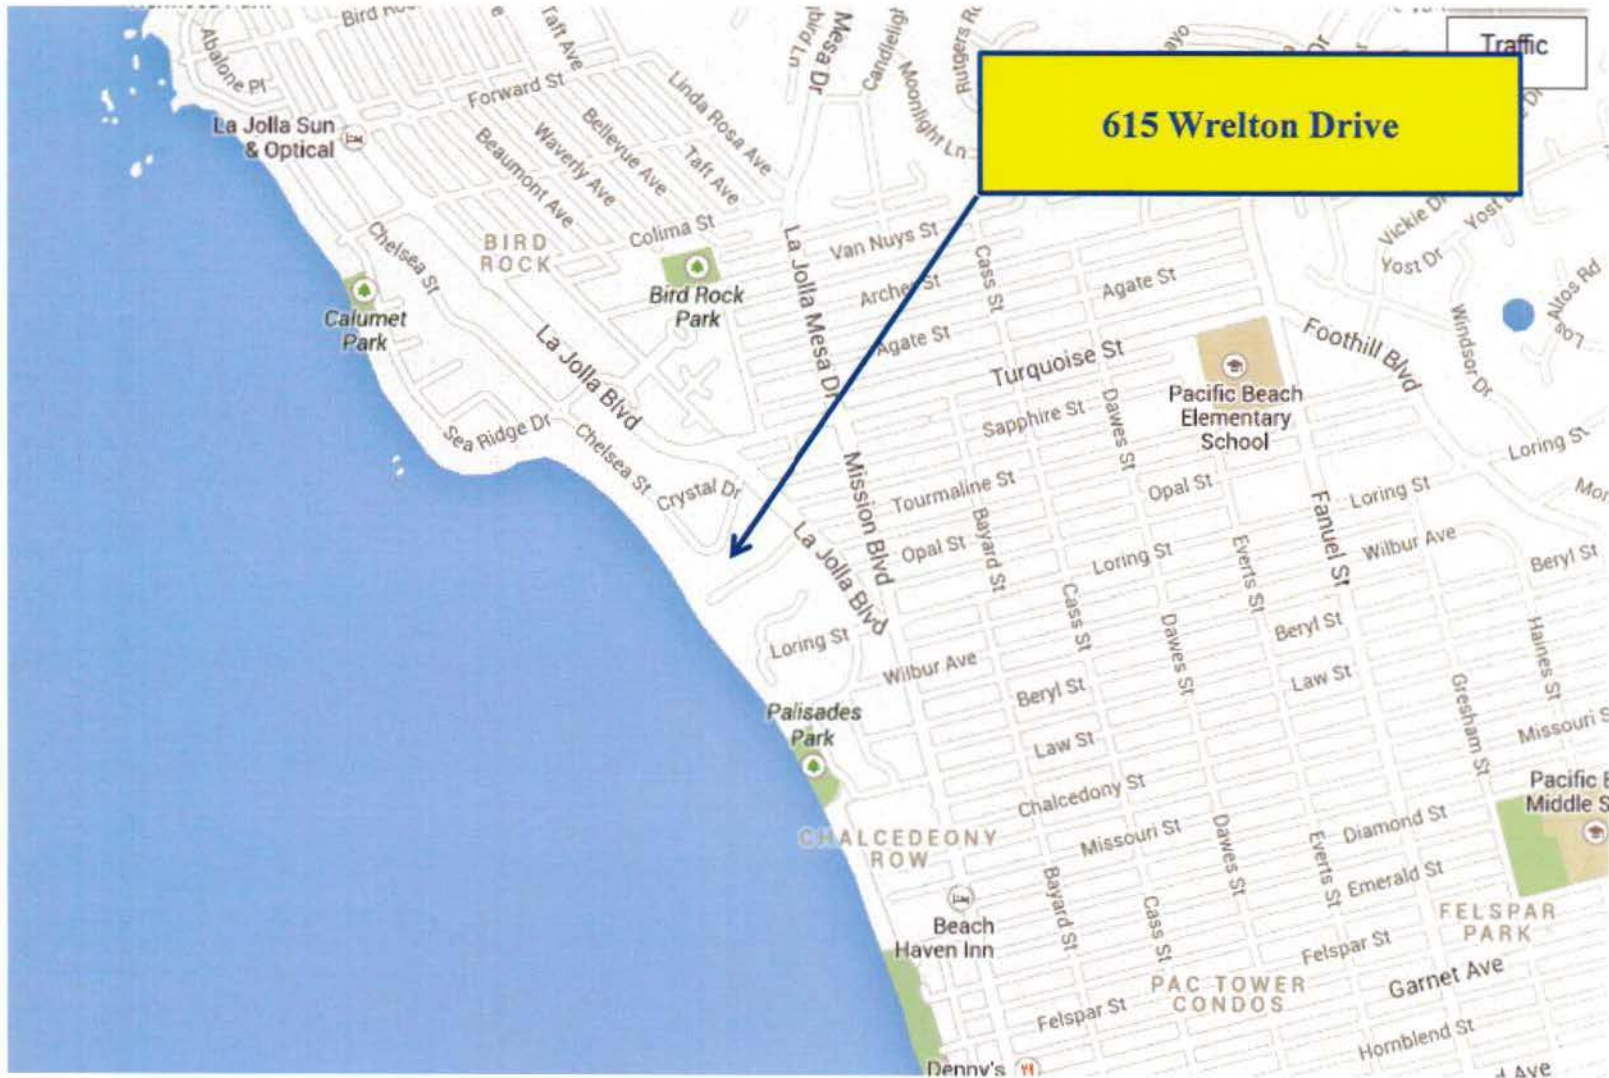 Bird Roc
Abalone Pl
Forward St
Taft Ave
Linda Rosa Ave
Mesa Dr
Candleligh
Moonlight Ln
Rutgers Rd
ayo
Dr
Traffic
615 Wrelton Drive
La Jolla Sun
& Optical
Beaumont Ave
Waverly Ave
Bellevue Ave
Taft Ave
Colima St
BIRD
ROCK
Chelsea St
Calumet
Park
Bird Rock
Park
La Jolla Mesa Dr
Van Nuys St
Archer St
Agate St
Cass St
Agate St
Vickie Dr
Yost Dr
Windsor Dr
Los
Altos Rd
La Jolla Blvd
Turquoise St
Foothill Blvd
Pacific Beach
Elementary
School
Sapphire St
Dawes St
Sea Ridge Dr
Chelsea St
Crystal Dr
Mission Blvd
Tourmaline St
Opal St
Loring St
Loring St
Mor
Fanuel St
La Jolla Blvd
Opal St
Bayard St
Loring St
Everts St
Wilbur Ave
Beryl St
Loring St
Wilbur Ave
Cass St
Dawes St
Beryl St
Haines St
Beryl St
Law St
Gresham St
Missouri S
Palisades
Park
Law St
Chalcedony St
Pacific B
Middle S
CHALCEDEONY
ROW
Missouri St
Dawes St
Everts St
Diamond St
Emerald St
Beach
Haven Inn
Bayard St
Cass St
FELSPAR
PARK
Felspar St
Garnet Ave
PAC TOWER
CONDOS
Felspar St
Hornblend St
Denny's
d Ave